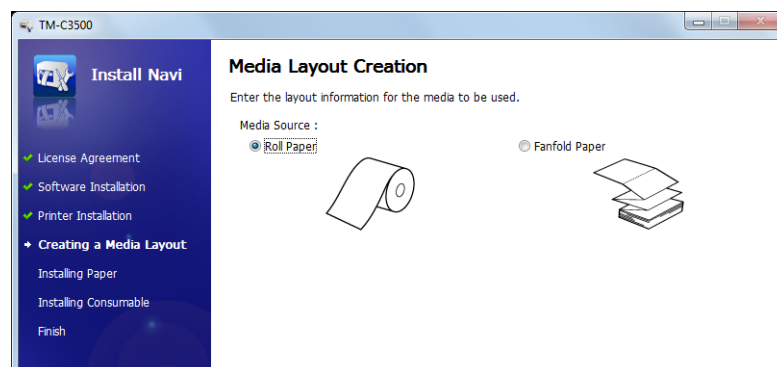 TM-C3500
Install Navi
License Agreement
Software Installation
Printer Installation
Creating a Media Layout
Installing Paper
Installing Consumable
Finish
Media Layout Creation
Enter the layout information for the media to be used.
Media Source :
Roll Paper Fanfold Paper